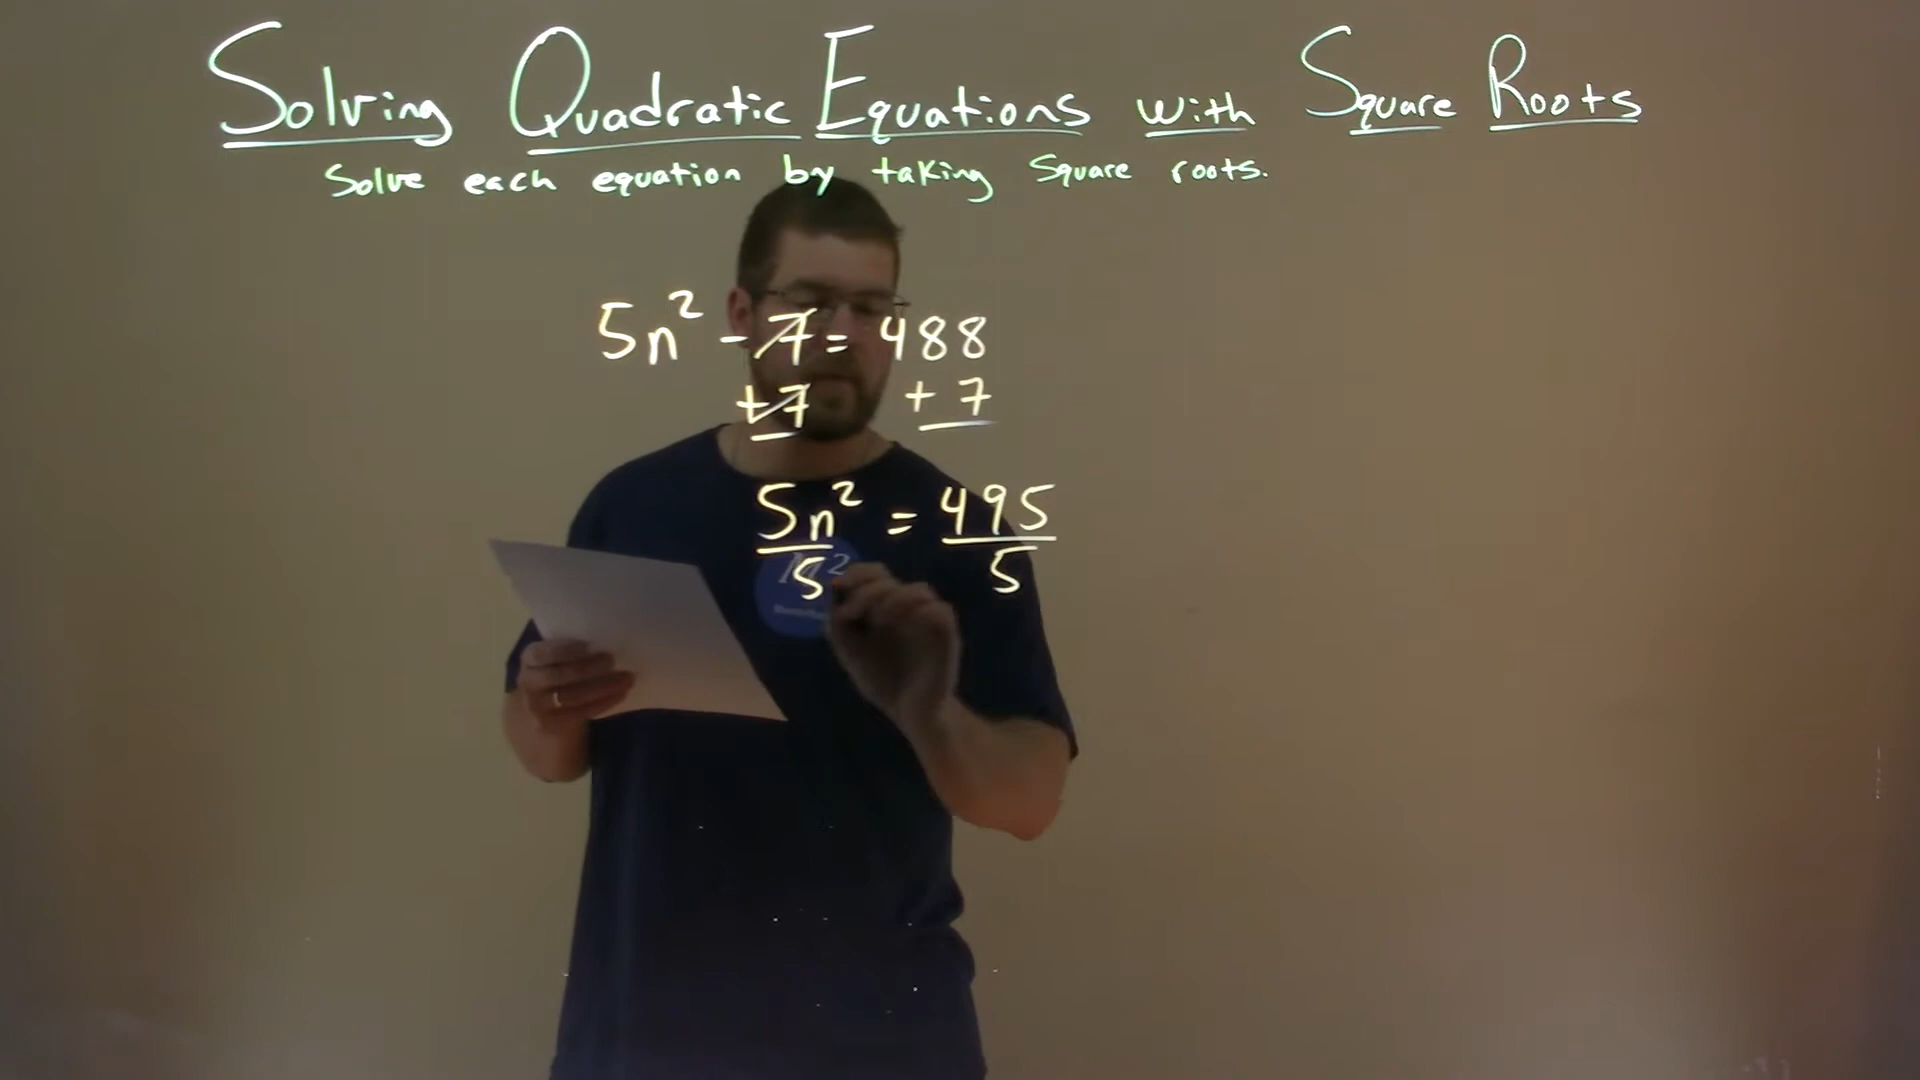 Solving Quadratic Equations with Square Roots
Solve each equation by taking Square roots.
5n² - 7 = 488
+7 +7
5n² = 495
5 5